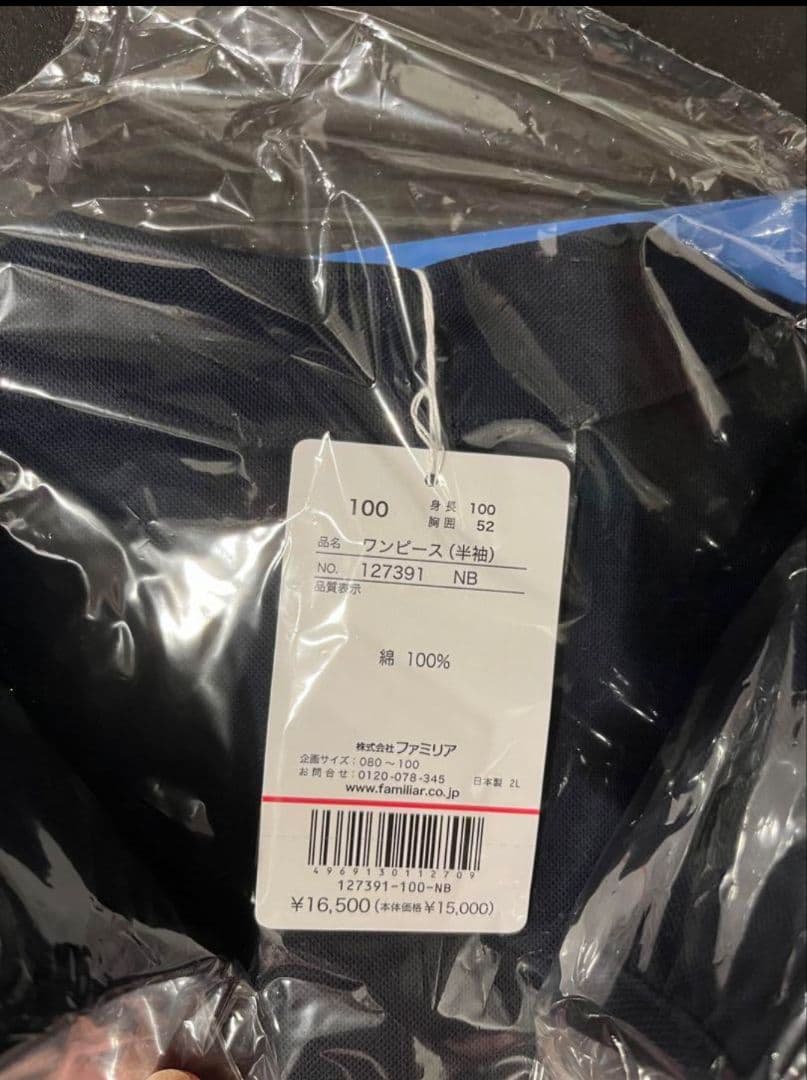 100 身長 100
胸囲 52
品名 ワンピース(半袖)
NO. 127391 NB
品質表示
綿 100%
株式会社ファミリア
企画サイズ:080~100
お問合せ:0120-078-345 日本製 2L
www.familiar.co.jp
4969130112709
127391-100-NB
¥16,500(本体価格¥15,000)